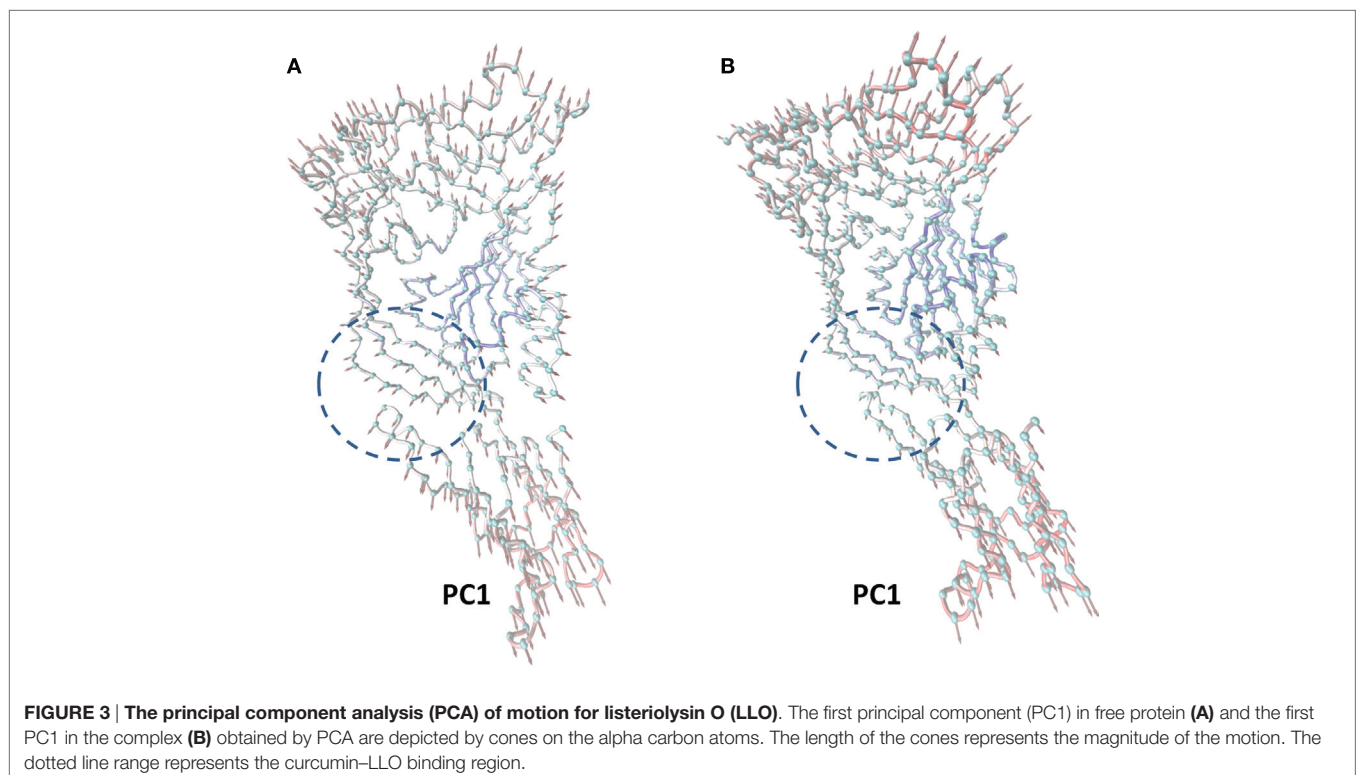 A
B
PC1
PC1
FIGURE 3 | The principal component analysis (PCA) of motion for listeriolysin O (LLO). The first principal component (PC1) in free protein (A) and the first
PC1 in the complex (B) obtained by PCA are depicted by cones on the alpha carbon atoms. The length of the cones represents the magnitude of the motion. The
dotted line range represents the curcumin–LLO binding region.